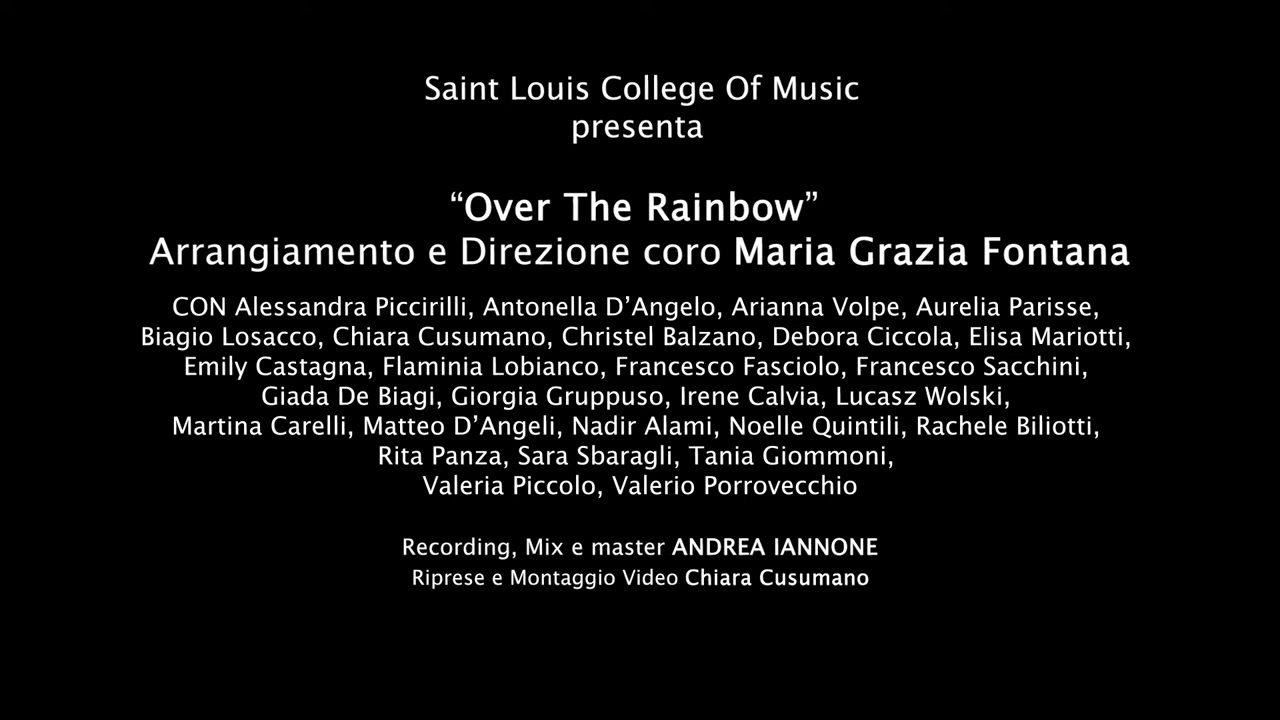 Saint Louis College Of Music
presenta
“Over The Rainbow”
Arrangiamento e Direzione coro Maria Grazia Fontana
CON Alessandra Piccirilli, Antonella D’Angelo, Arianna Volpe, Aurelia Parisse,
Biagio Losacco, Chiara Cusumano, Christel Balzano, Debora Ciccola, Elisa Mariotti,
Emily Castagna, Flaminia Lobianco, Francesco Fasciolo, Francesco Sacchini,
Giada De Biagi, Giorgia Gruppuso, Irene Calvia, Lucasz Wolski,
Martina Carelli, Matteo D’Angeli, Nadir Alami, Noelle Quintili, Rachele Biliotti,
Rita Panza, Sara Sbaragli, Tania Giommoni,
Valeria Piccolo, Valerio Porrovecchio
Recording, Mix e master ANDREA IANNONE
Riprese e Montaggio Video Chiara Cusumano